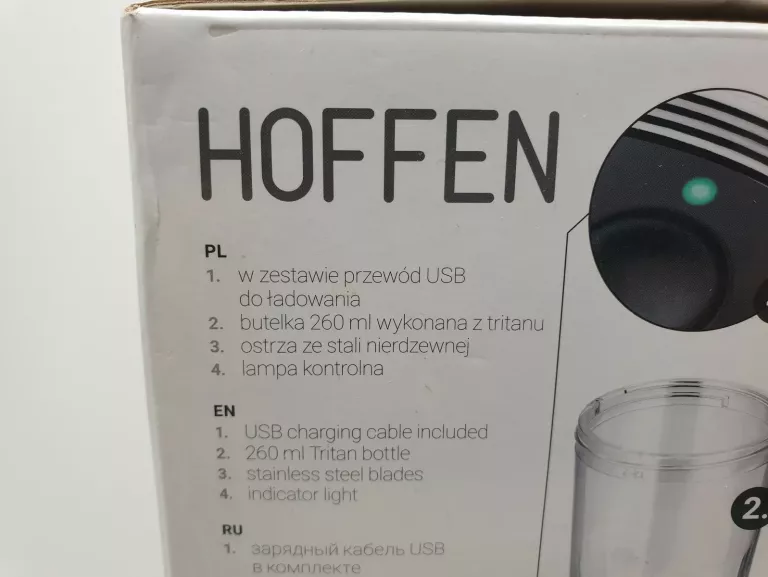 HOFFEN
PL
1. w zestawie przewód USB
do ładowania
2. butelka 260 ml wykonana z tritanu
3. ostrza ze stali nierdzewnej
4. lampa kontrolna
EN
1. USB charging cable included
2. 260 ml Tritan bottle
3. stainless steel blades
4. indicator light
RU
1. зарядный кабель USB
в комплекте
2.